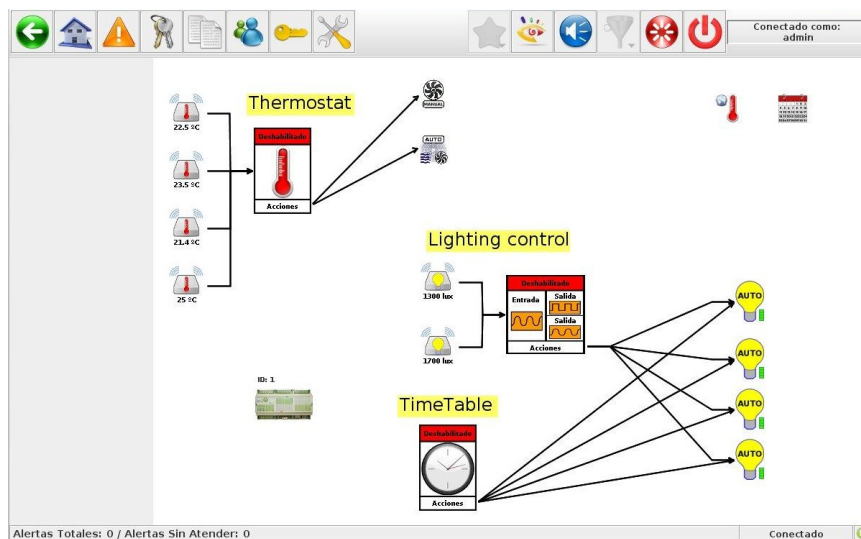 Conectado como:
admin
Thermostat
22.5 ºC
23.5 ºC
21.4 ºC
25 ºC
Deshabilitado
Acciones
MANUAL
AUTO
Lighting control
1300 lux
1700 lux
Deshabilitado
Entrada
Salida
Salida
Acciones
AUTO
AUTO
AUTO
AUTO
ID: 1
TimeTable
Deshabilitado
Acciones
Alertas Totales: 0 / Alertas Sin Atender: 0
Conectado